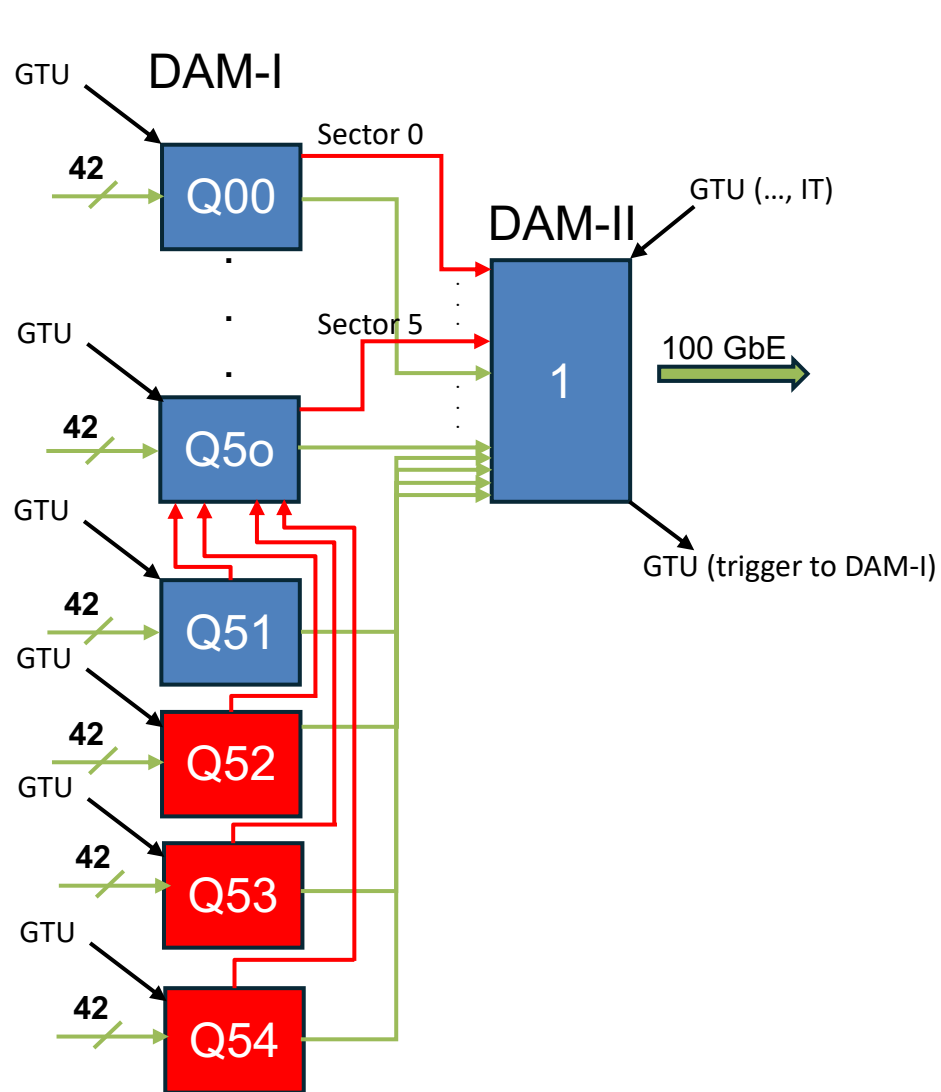 DAM-I
GTU
42
Q00
Sector 0
GTU (..., IT)
DAM-II
GTU
Sector 5
42
Q5o
1
100 GbE
GTU
42
Q51
GTU (trigger to DAM-I)
GTU
42
Q52
GTU
42
Q53
GTU
42
Q54